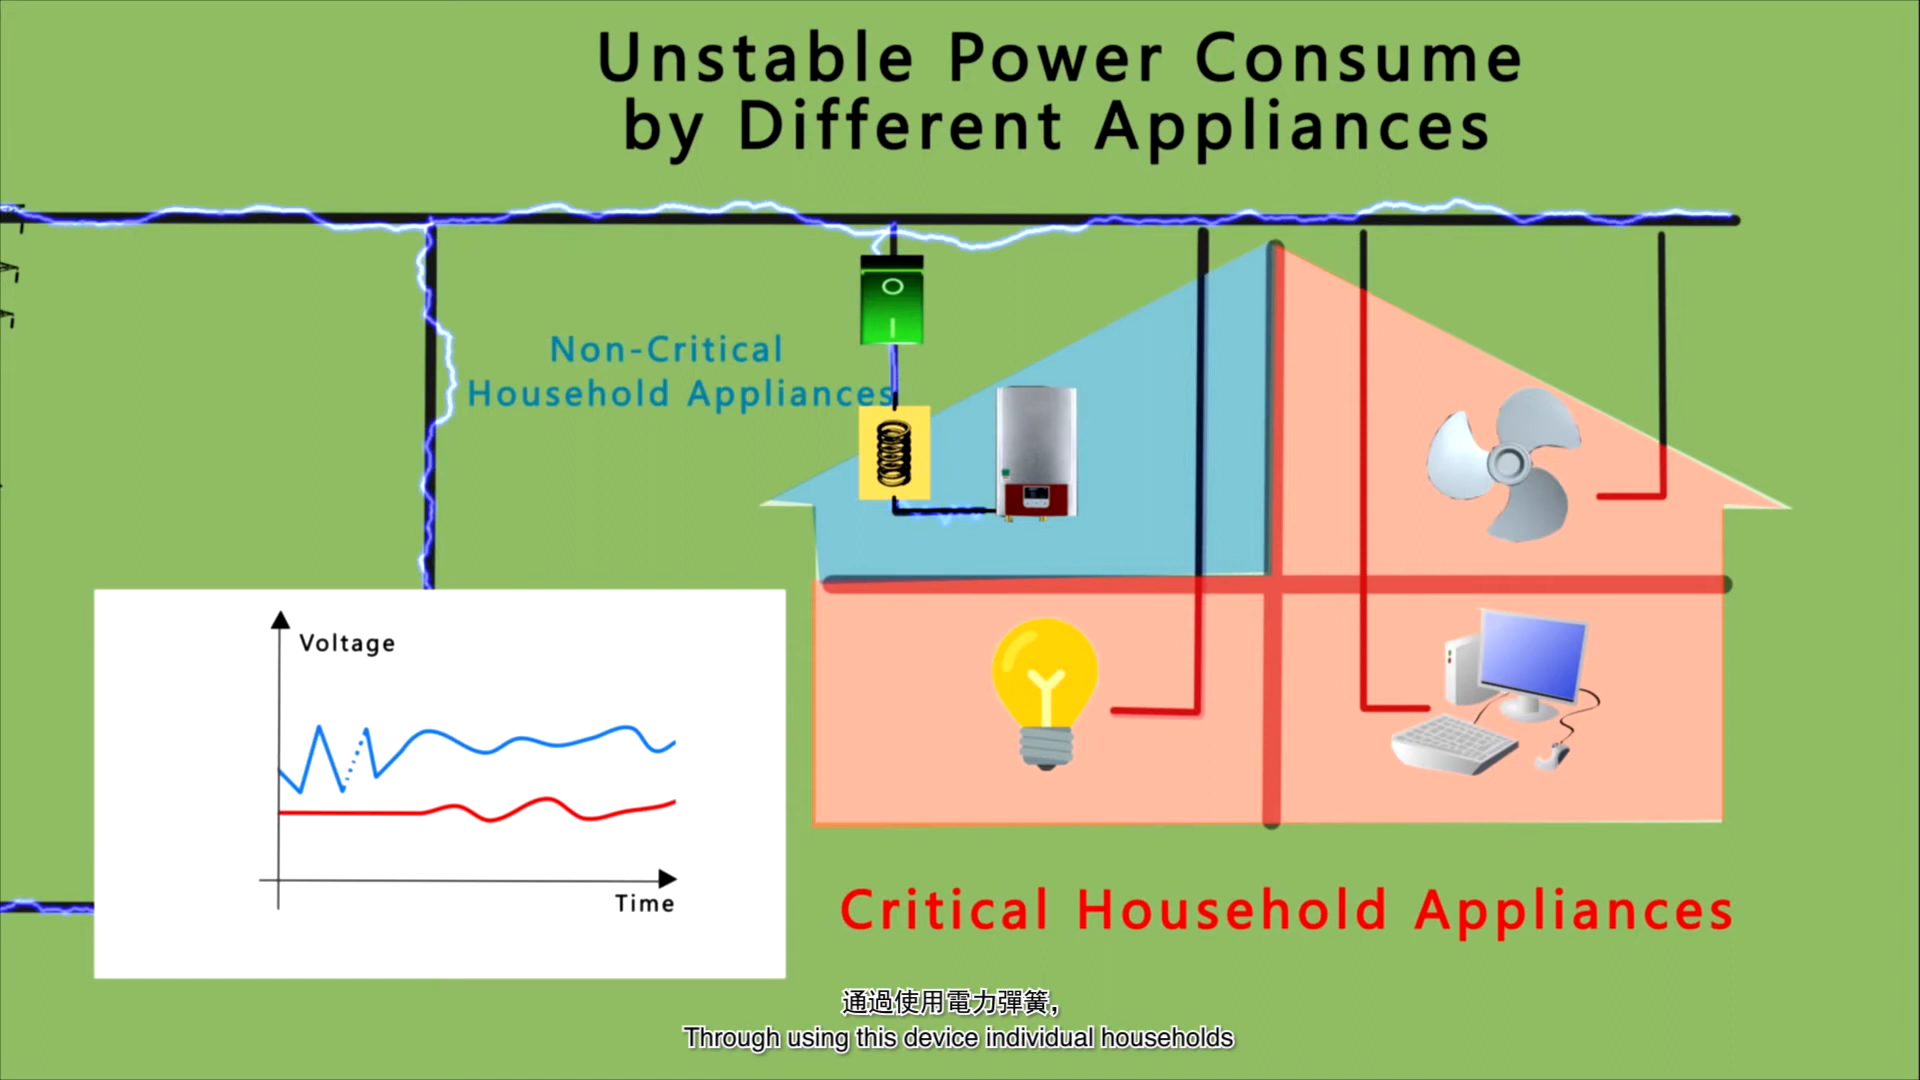 Unstable Power Consume
by Different Appliances
Non-Critical
Household Appliances
Voltage
Time
Critical Household Appliances
通過使用電力彈簧,
Through using this device individual households